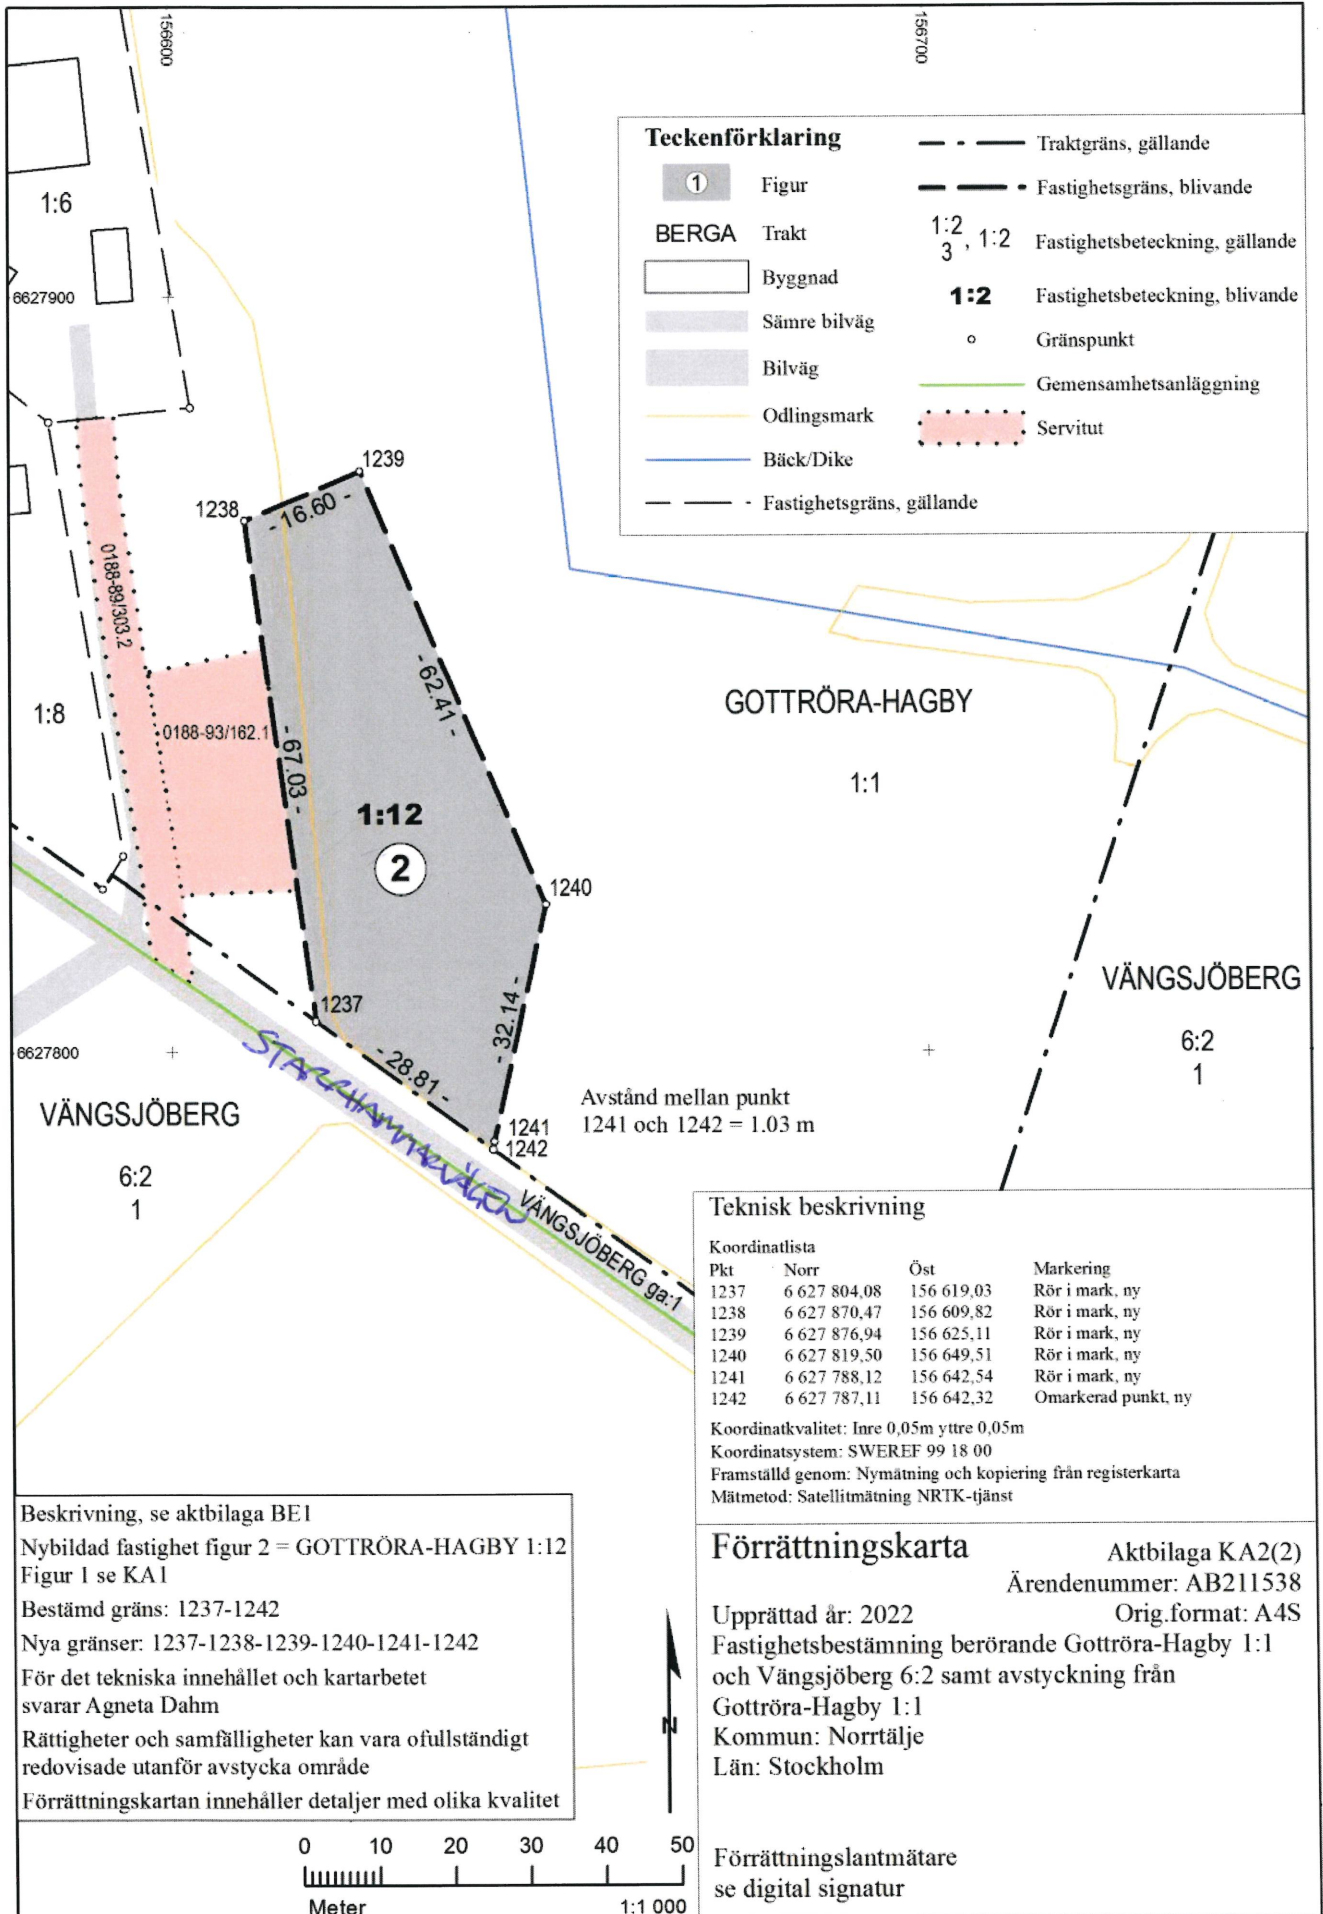 156600
156700
Teckenförklaring
1 Figur
BERGA Trakt
Byggnad
Sämre bilväg
Bilväg
Odlingsmark
Bäck/Dike
Fastighetsgräns, gällande
Traktgräns, gällande
Fastighetsgräns, blivande
1:2
3 , 1:2 Fastighetsbeteckning, gällande
1:2 Fastighetsbeteckning, blivande
Gränspunkt
Gemensamhetsanläggning
Servitut
1:6
6627900
1239
1238
- 16.60 -
0188-89/303.2
- 62.41 -
1:8
0188-93/162.1
- 67.03 -
GOTTRÖRA-HAGBY
1:1
1:12
2
1240
VÄNGSJÖBERG
6:2
1
1237
- 32.14 -
- 28.81 -
6627800
VÄNGSJÖBERG
6:2
1
Avstånd mellan punkt
1241 och 1242 = 1.03 m
1241
1242
VÄNGSJÖBERG ga:1
Teknisk beskrivning
Koordinatlista
Pkt Norr Öst Markering
1237 6 627 804,08 156 619,03 Rör i mark, ny
1238 6 627 870,47 156 609,82 Rör i mark, ny
1239 6 627 876,94 156 625,11 Rör i mark, ny
1240 6 627 819,50 156 649,51 Rör i mark, ny
1241 6 627 788,12 156 642,54 Rör i mark, ny
1242 6 627 787,11 156 642,32 Omarkerad punkt, ny
Koordinatkvalitet: Inre 0,05m yttre 0,05m
Koordinatsystem: SWEREF 99 18 00
Framställd genom: Nymätning och kopiering från registerkarta
Mätmetod: Satellitmätning NRTK-tjänst
Beskrivning, se aktbilaga BE1
Nybildad fastighet figur 2 = GOTTRÖRA-HAGBY 1:12
Figur 1 se KA1
Bestämd gräns: 1237-1242
Nya gränser: 1237-1238-1239-1240-1241-1242
För det tekniska innehållet och kartarbetet
svarar Agneta Dahm
Rättigheter och samfälligheter kan vara ofullständigt
redovisade utanför avstycka område
Förrättningskartan innehåller detaljer med olika kvalitet
N
0 10 20 30 40 50
Meter 1:1 000
Förrättningskarta
Aktbilaga KA2(2)
Ärendenummer: AB211538
Upprättad år: 2022 Orig.format: A4S
Fastighetsbestämning berörande Gottröra-Hagby 1:1
och Vängsjöberg 6:2 samt avstyckning från
Gottröra-Hagby 1:1
Kommun: Norrtälje
Län: Stockholm
Förrättningslantmätare
se digital signatur